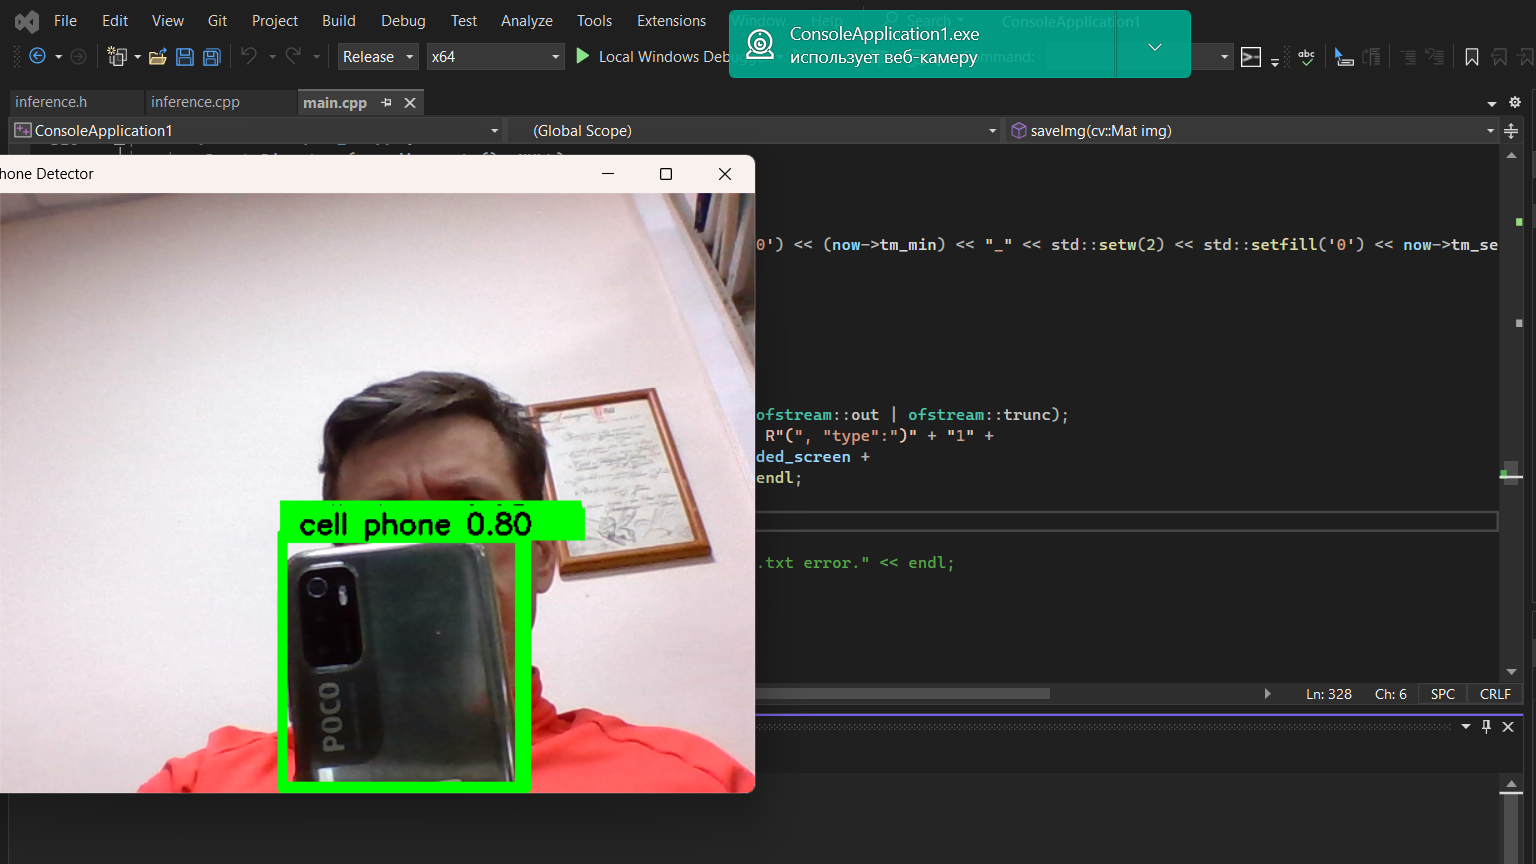 File Edit View Git Project Build Debug Test Analyze Tools Extensions Window Help Search ConsoleApplication1
ConsoleApplication1.exe
использует веб-камеру
Release x64 Local Windows Debu mmand:
inference.h inference.cpp main.cpp
ConsoleApplication1 (Global Scope) saveImg(cv::Mat img)
hone Detector
0') << (now->tm_min) << "_" << std::setw(2) << std::setfill('0') << now->tm_se
ofstream::out | ofstream::trunc);
R"(", "type":")" + "1" +
ded_screen +
endl;
cell phone 0.80
.txt error." << endl;
POCO
Ln: 328 Ch: 6 SPC CRLF